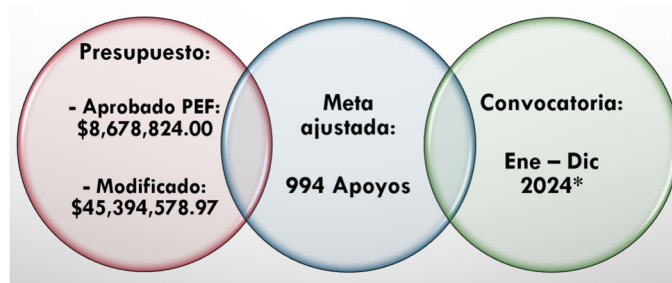 Presupuesto:
- Aprobado PEF:
$8,678,824.00
- Modificado:
$45,394,578.97
Meta
ajustada:
994 Apoyos
Convocatoria:
Ene – Dic
2024*